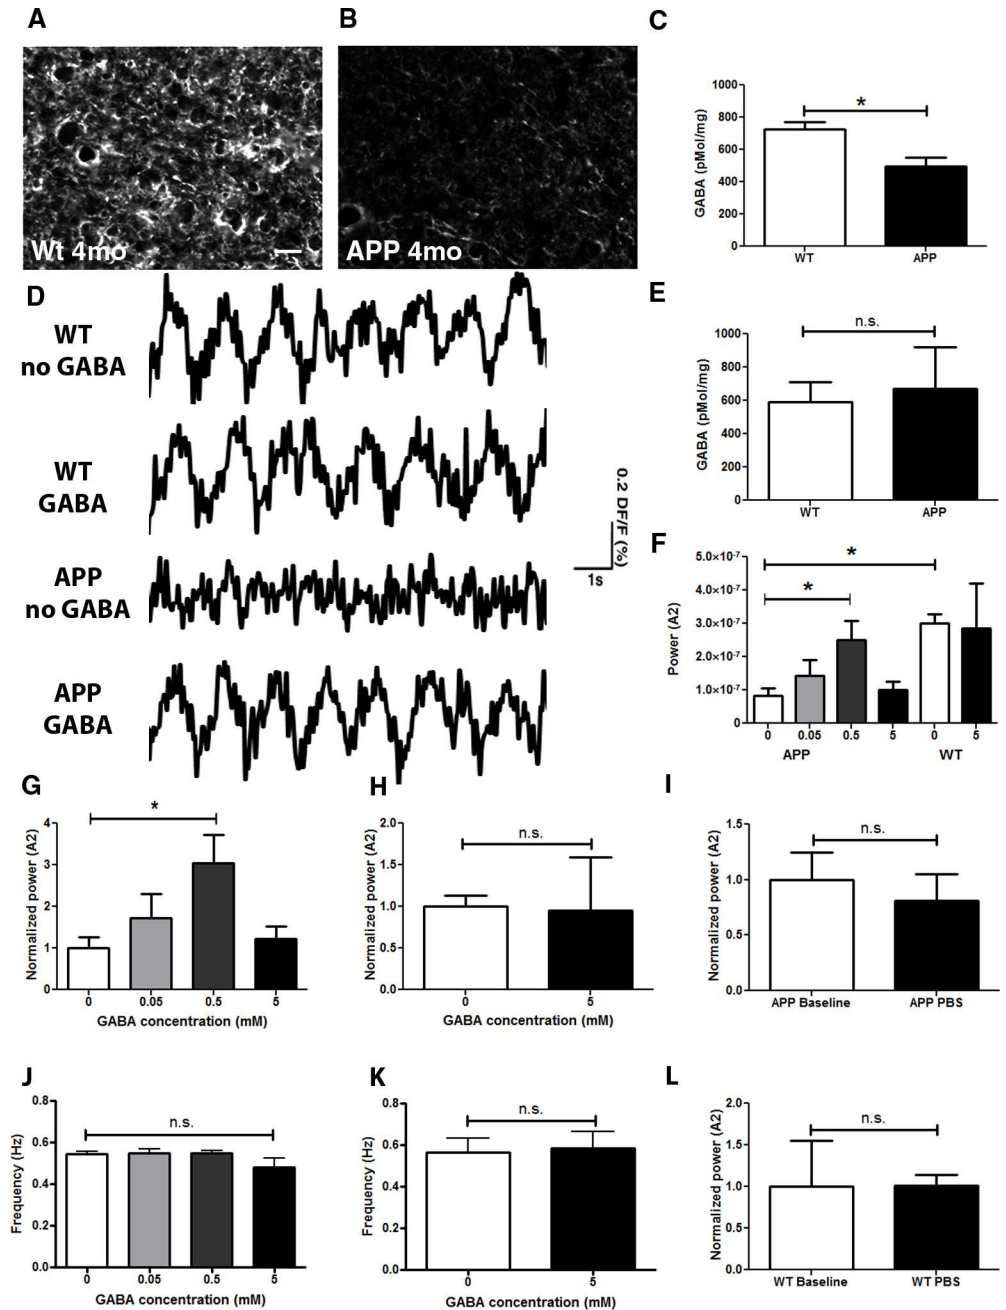 A
B
C
Wt 4mo
APP 4mo
GABA (pMol/mg)
1000
800
600
400
200
0
*
WT
APP
D
WT
no GABA
WT
GABA
APP
no GABA
APP
GABA
0.2 DF/F (%)
1s
E
GABA (pMol/mg)
1000
800
600
400
200
0
n.s.
WT
APP
F
Power (A2)
5.0×10-7
4.0×10-7
3.0×10-7
2.0×10-7
1.0×10-7
0
*
*
0 0.05 0.5 5 0 5
APP WT
G
Normalized power (A2)
4
3
2
1
0
*
0 0.05 0.5 5
GABA concentration (mM)
H
Normalized power (A2)
2.0
1.5
1.0
0.5
0.0
n.s.
0 5
GABA concentration (mM)
I
Normalized power (A2)
1.5
1.0
0.5
0.0
n.s.
APP Baseline APP PBS
J
Frequency (Hz)
0.8
0.6
0.4
0.2
0.0
n.s.
0 0.05 0.5 5
GABA concentration (mM)
K
Frequency (Hz)
0.8
0.6
0.4
0.2
0.0
n.s.
0 5
GABA concentration (mM)
L
Normalized power (A2)
2.0
1.5
1.0
0.5
0.0
n.s.
WT Baseline WT PBS